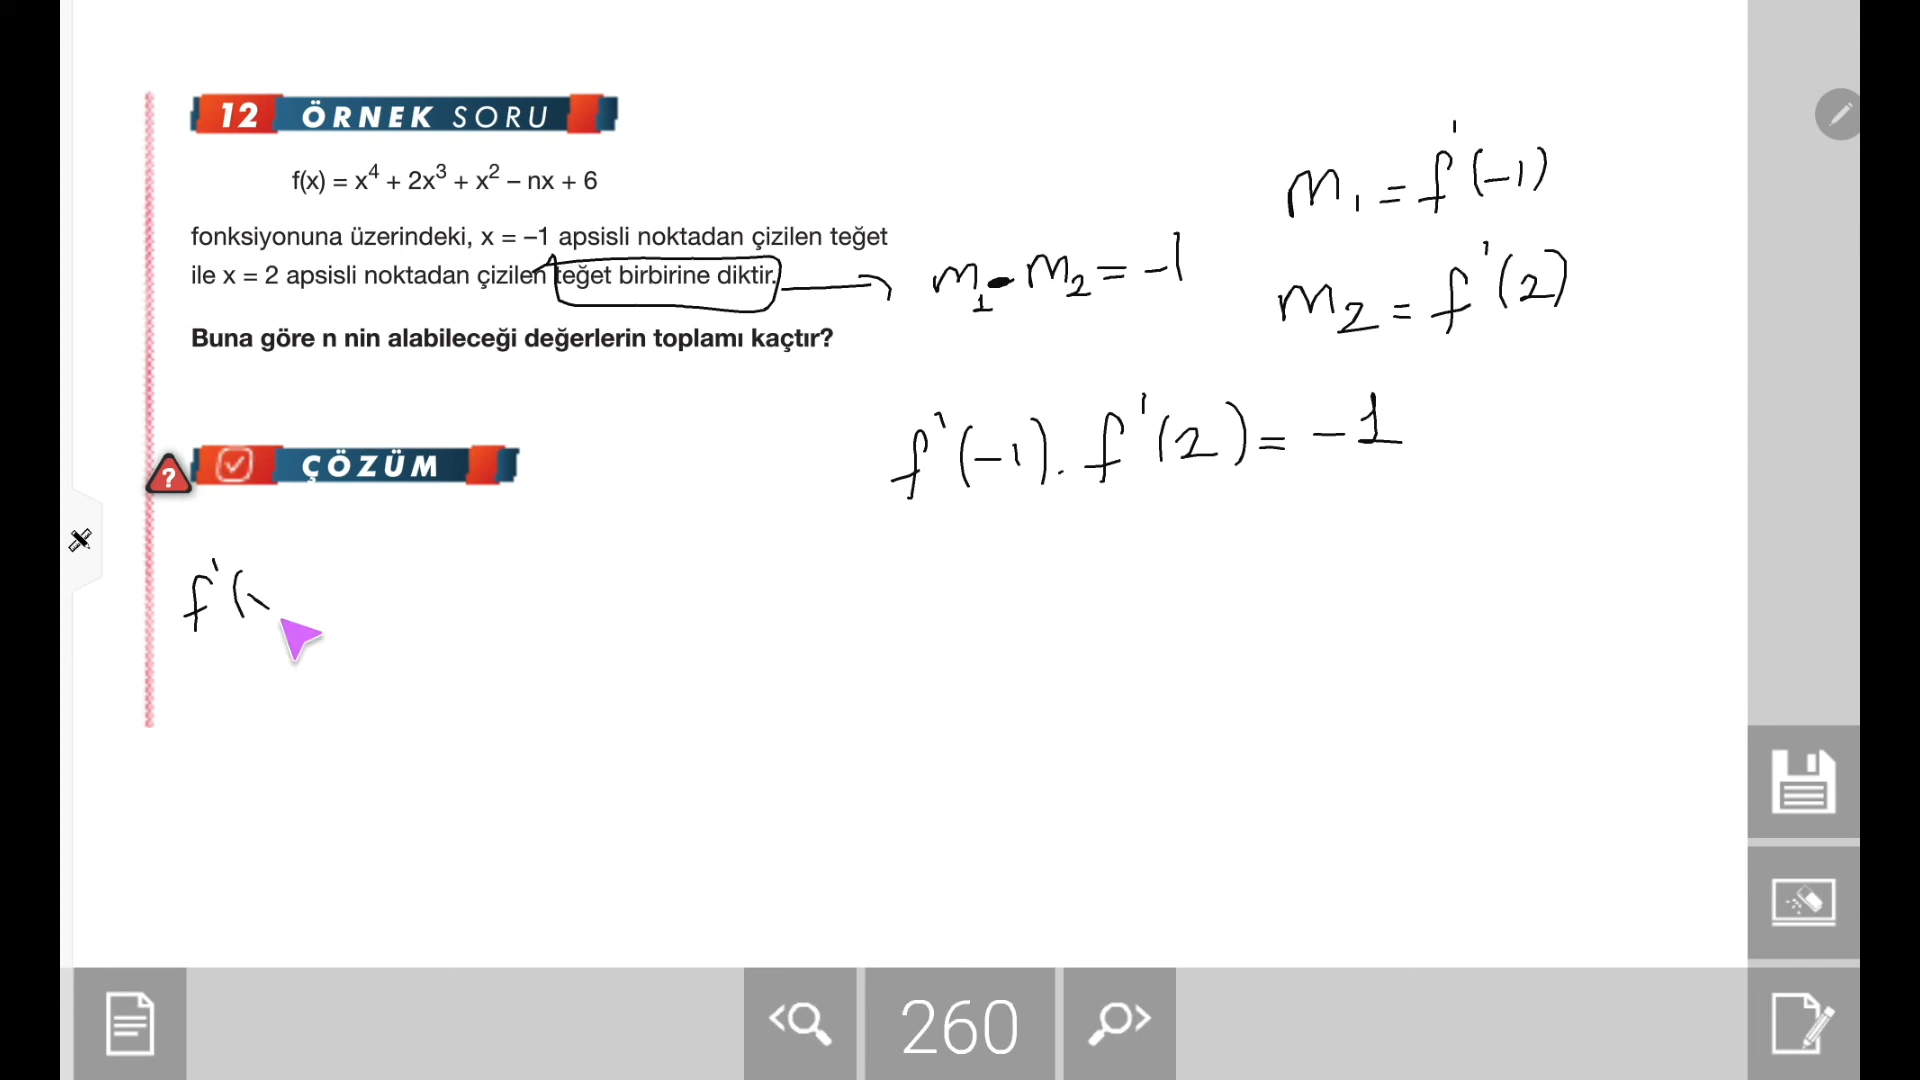 12 ÖRNEK SORU
f(x) = x⁴ + 2x³ + x² – nx + 6
fonksiyonuna üzerindeki, x = –1 apsisli noktadan çizilen teğet
ile x = 2 apsisli noktadan çizilen teğet birbirine diktir.
Buna göre n nin alabileceği değerlerin toplamı kaçtır?
m₁ · m₂ = -1
m₁ = f'(-1)
m₂ = f'(2)
f'(-1) . f'(2) = -1
? ÇÖZÜM
f'(
260